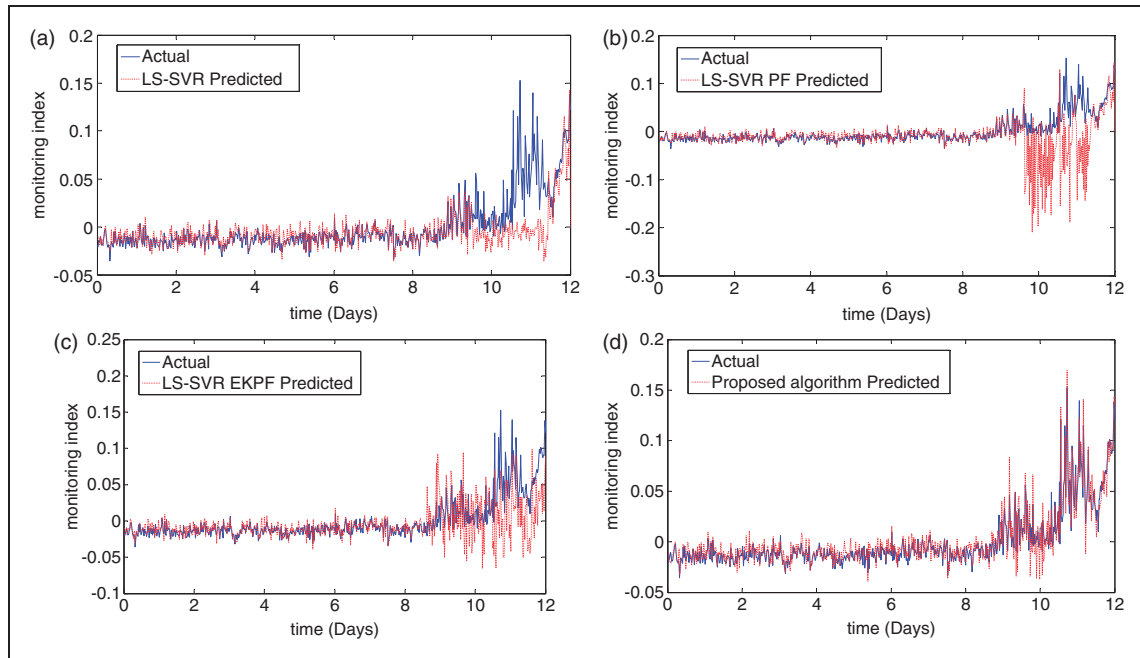 (a)
0.2
0.15
0.1
0.05
0
-0.05
monitoring index
Actual
LS-SVR Predicted
0 2 4 6 8 10 12
time (Days)
(b)
0.2
0.1
0
-0.1
-0.2
-0.3
monitoring index
Actual
LS-SVR PF Predicted
0 2 4 6 8 10 12
time (Days)
(c)
0.25
0.2
0.15
0.1
0.05
0
-0.05
-0.1
monitoring index
Actual
LS-SVR EKPF Predicted
0 2 4 6 8 10 12
time (Days)
(d)
0.2
0.15
0.1
0.05
0
0.05
monitoring index
Actual
Proposed algorithm Predicted
0 2 4 6 8 10 12
time (Days)